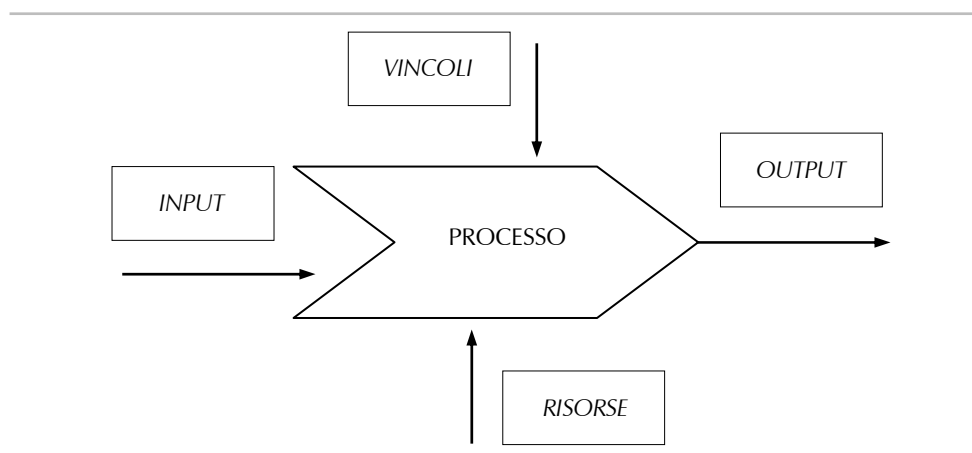 VINCOLI
OUTPUT
INPUT
PROCESSO
RISORSE